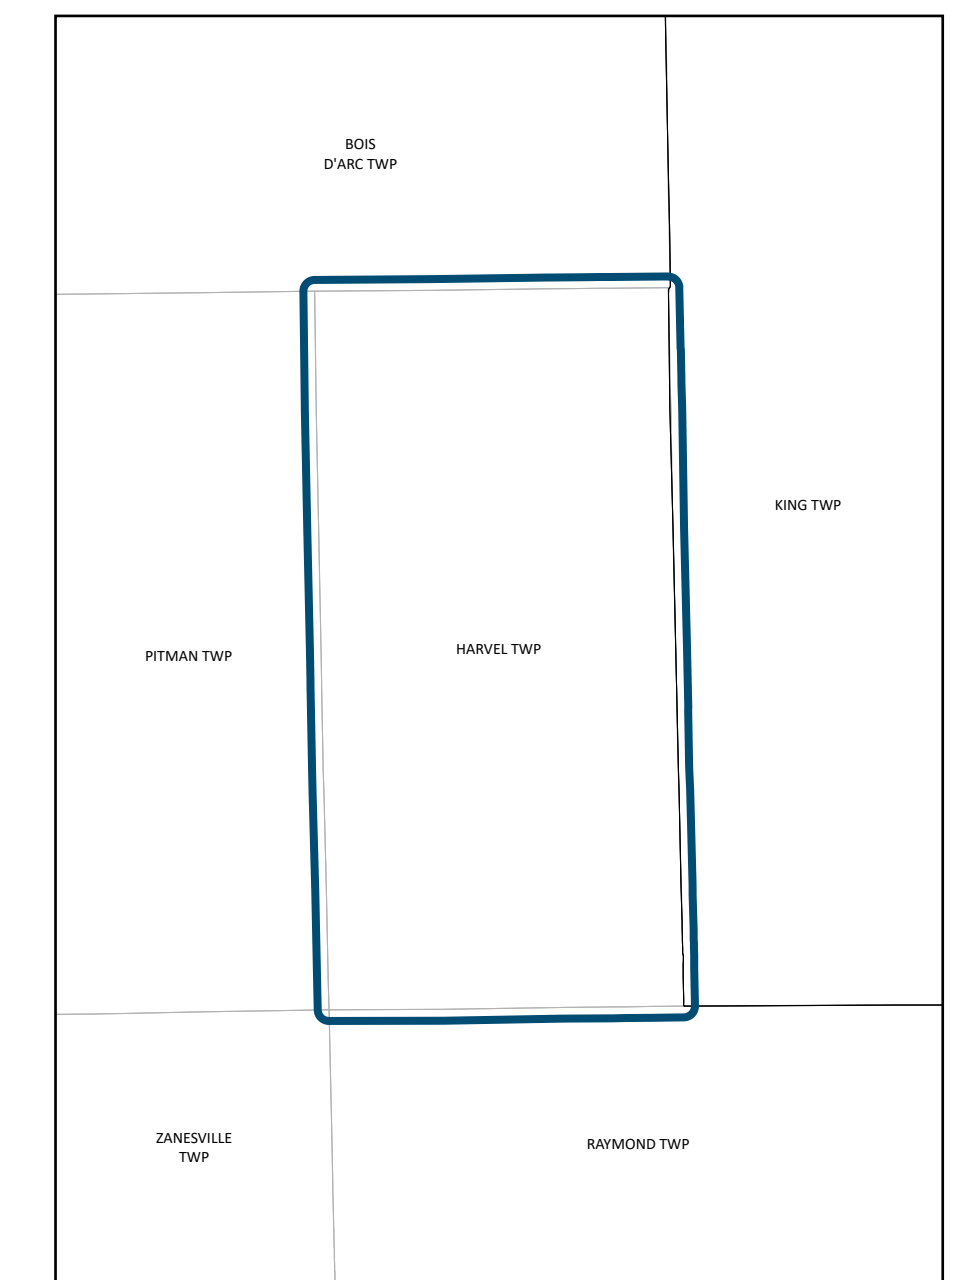 BOIS
D'ARC TWP
KING TWP
HARVEL TWP
PITMAN TWP
ZANESVILLE
TWP
RAYMOND TWP